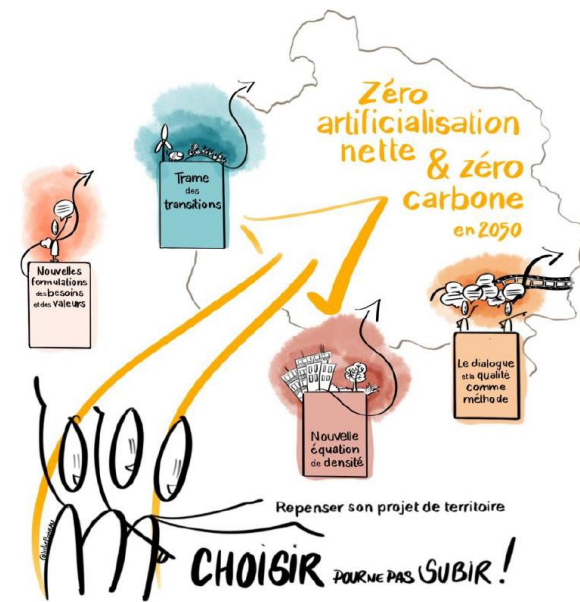 Zéro
artificialisation
nette & zéro
carbone
en 2050
Trame
des
transitions
Nouvelles
formulations
des besoins
et des valeurs
Le dialogue
et la qualité
comme
méthode
Nouvelle
équation
de densité
Repenser son projet de territoire
CHOISIR POUR NE PAS SUBIR !